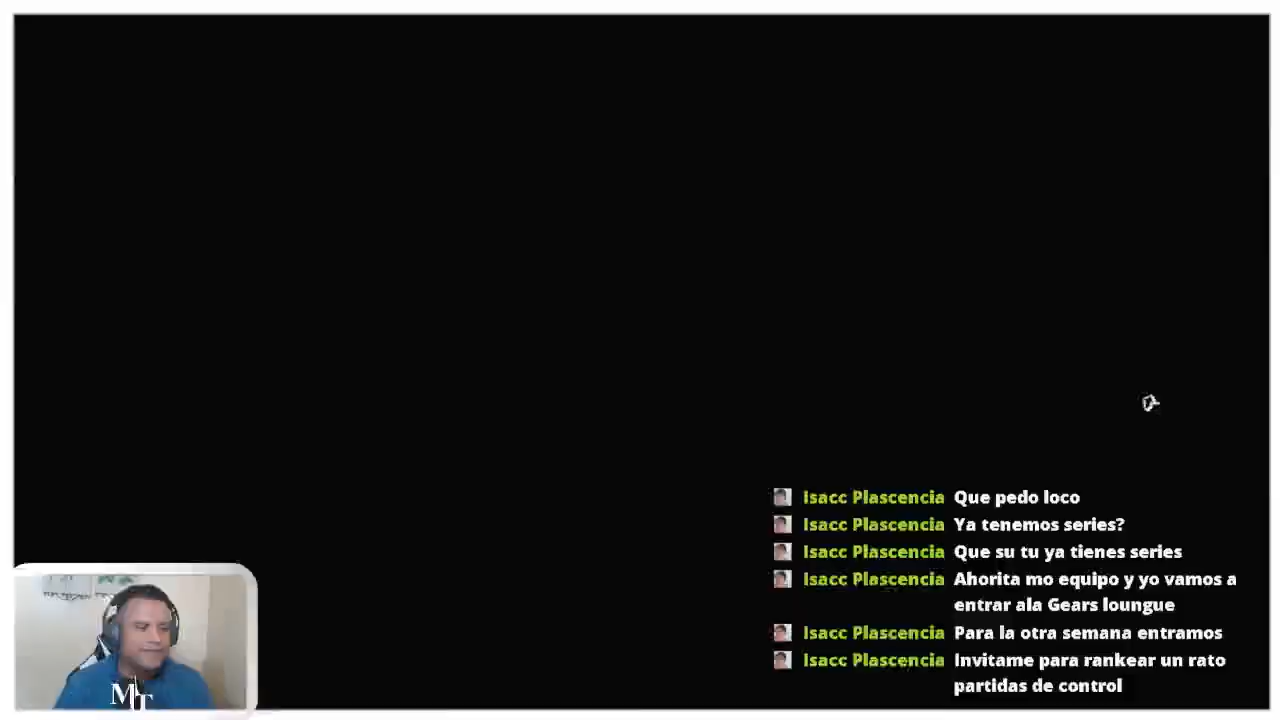 Isacc Plascencia Que pedo loco
Isacc Plascencia Ya tenemos series?
Isacc Plascencia Que su tu ya tienes series
Isacc Plascencia Ahorita mo equipo y yo vamos a
entrar ala Gears loungue
Isacc Plascencia Para la otra semana entramos
Isacc Plascencia Invitame para rankear un rato
partidas de control
MT